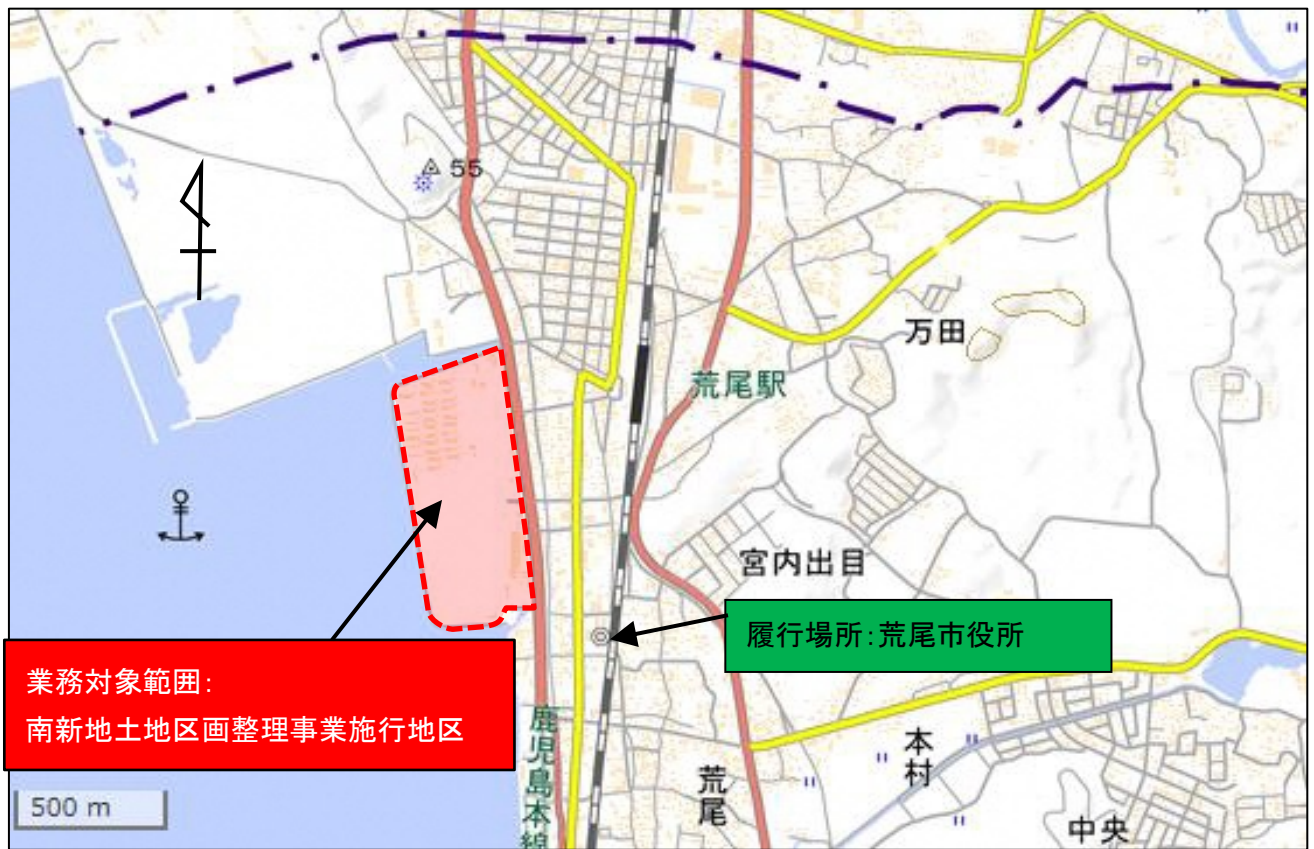 55
万田
荒尾駅
宮内出目
履行場所：荒尾市役所
業務対象範囲：
南新地土地区画整理事業施行地区
鹿児島本線
荒尾
本村
中央
500 m